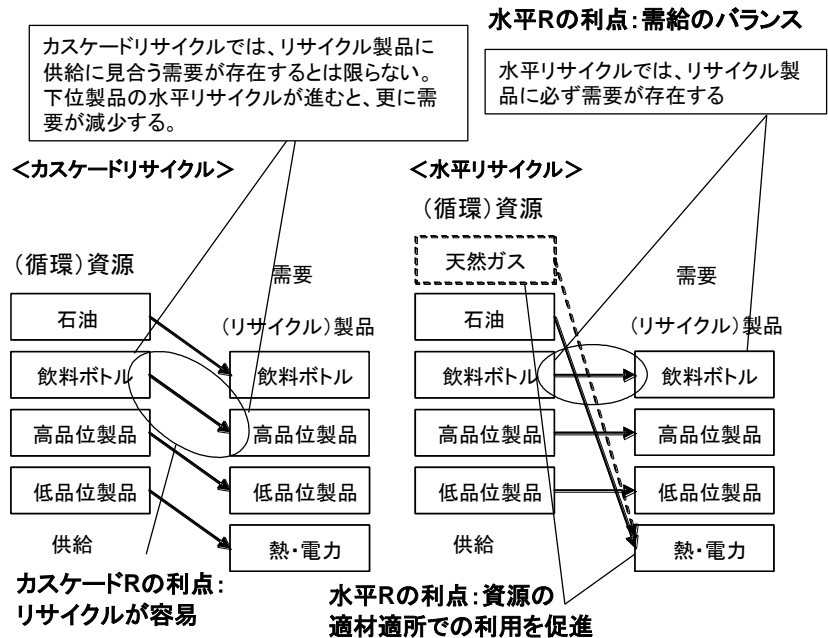 水平Rの利点:需給のバランス
カスケードリサイクルでは、リサイクル製品に
供給に見合う需要が存在するとは限らない。
下位製品の水平リサイクルが進むと、更に需
要が減少する。
水平リサイクルでは、リサイクル製
品に必ず需要が存在する
＜カスケードリサイクル＞
(循環)資源
需要
石油
(リサイクル)製品
飲料ボトル
飲料ボトル
高品位製品
高品位製品
低品位製品
低品位製品
供給
熱・電力
カスケードRの利点:
リサイクルが容易
＜水平リサイクル＞
(循環)資源
天然ガス
需要
石油
(リサイクル)製品
飲料ボトル
飲料ボトル
高品位製品
高品位製品
低品位製品
低品位製品
供給
熱・電力
水平Rの利点:資源の
適材適所での利用を促進